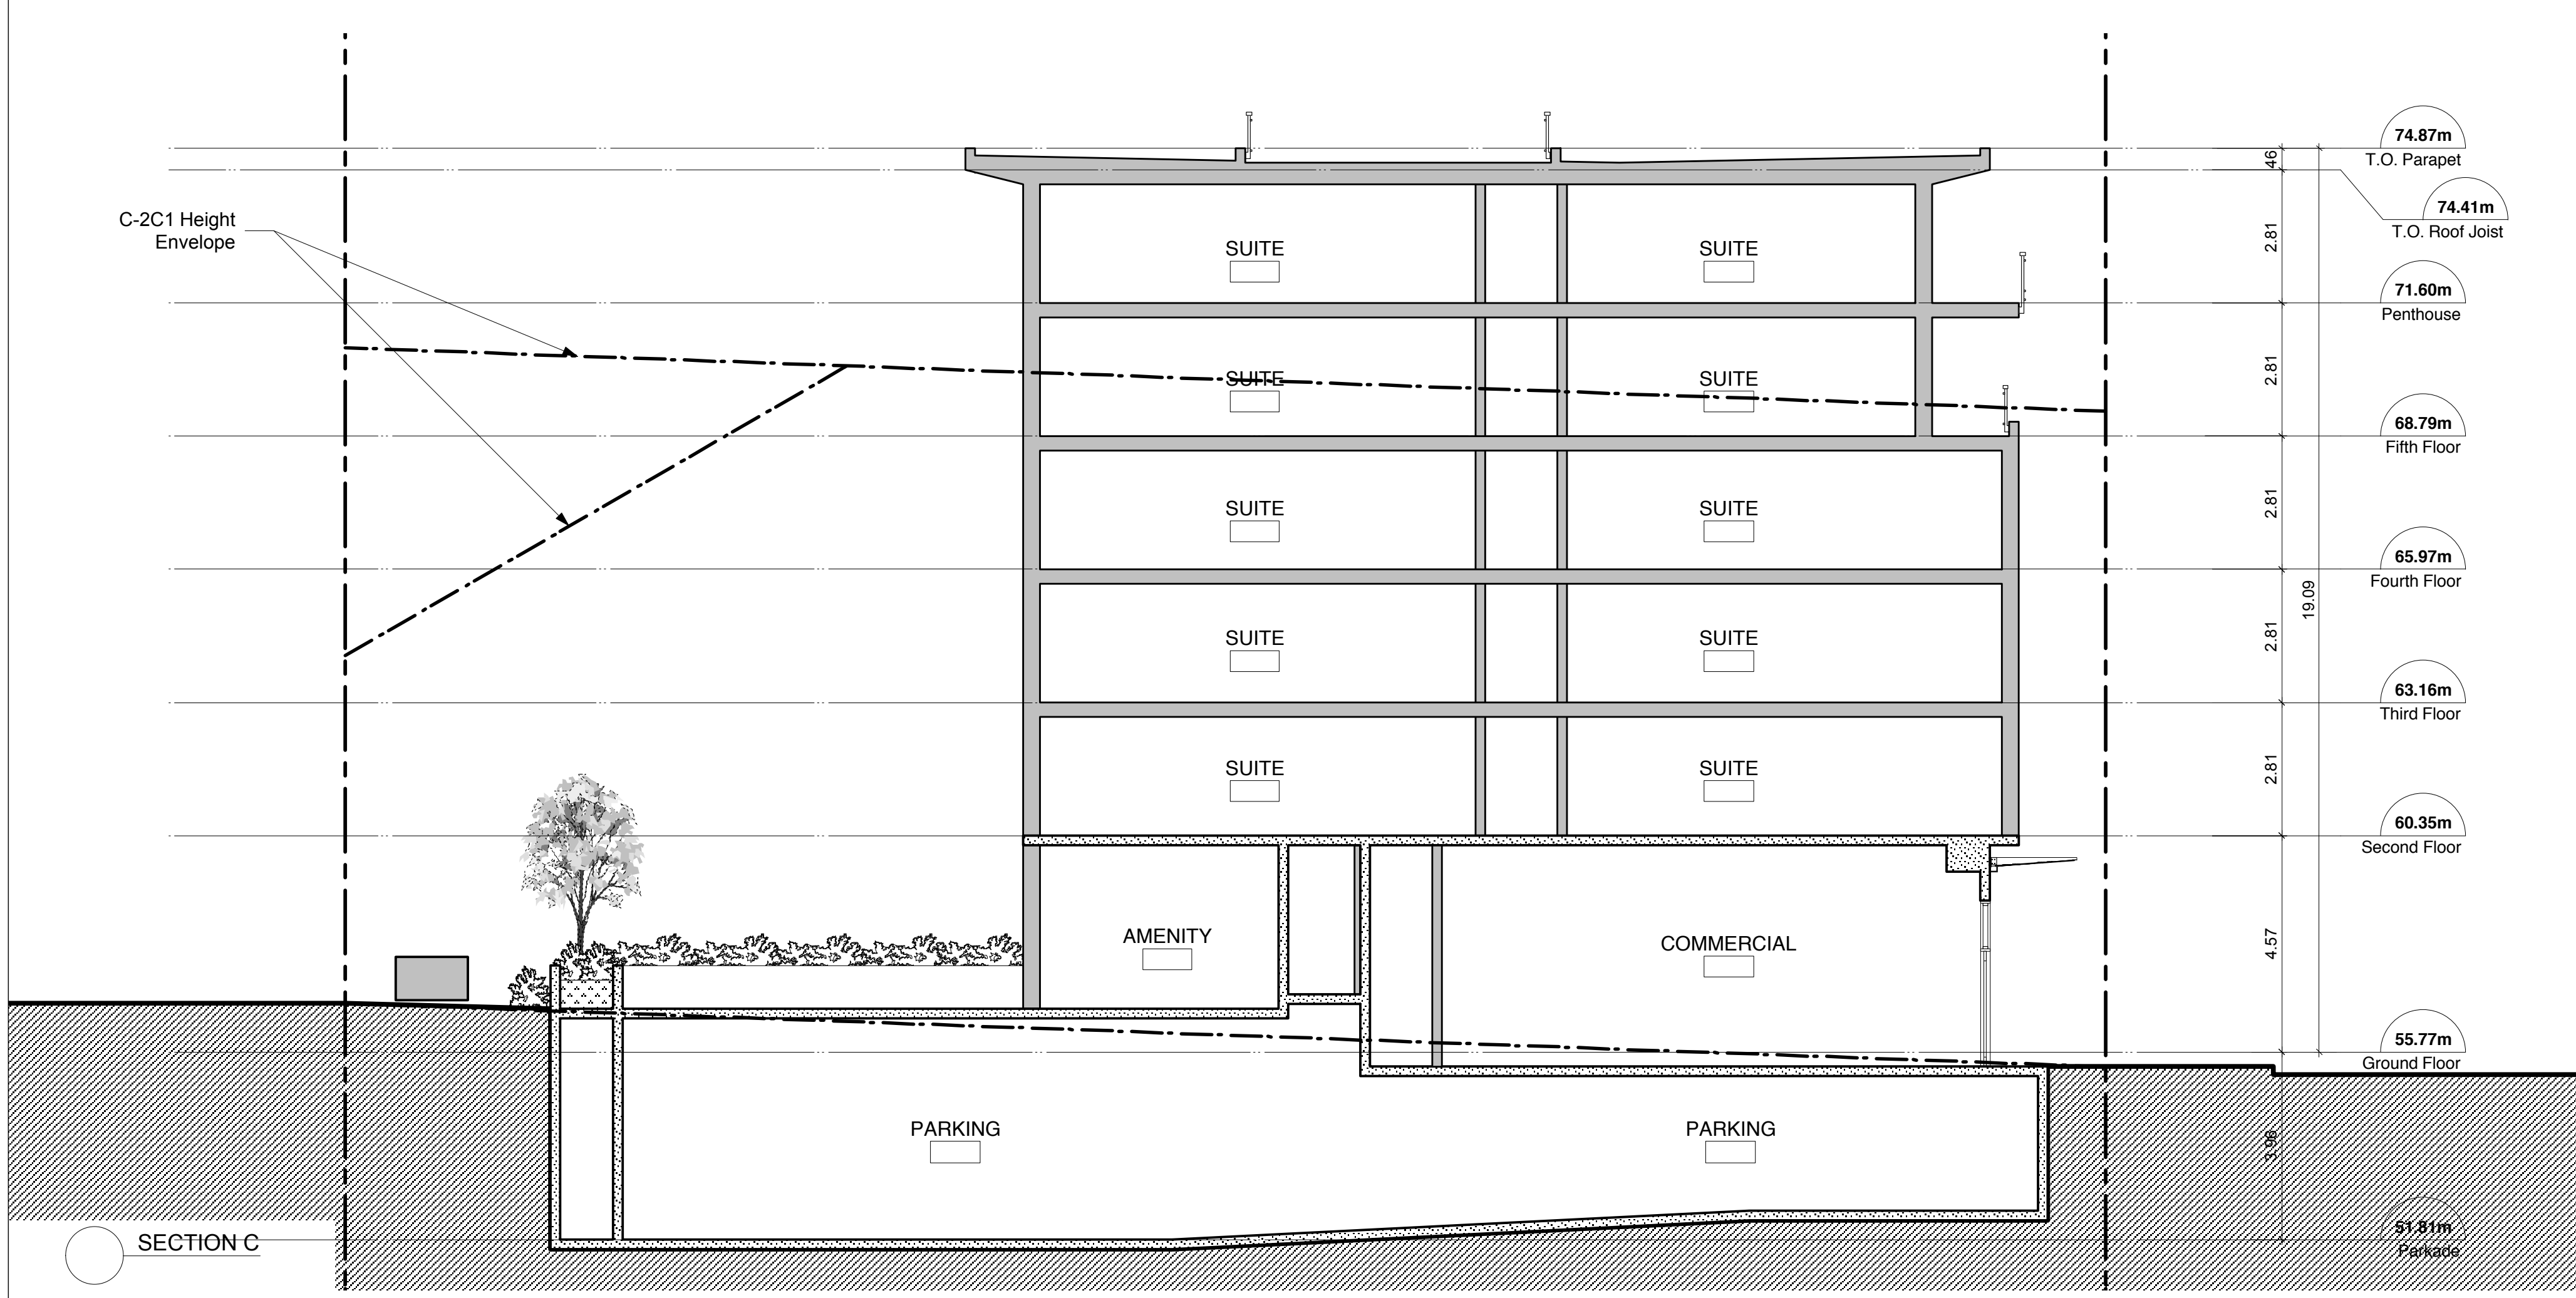 74.87m
T.O. Parapet
46
74.41m
T.O. Roof Joist
C-2C1 Height
Envelope
2.81
SUITE
SUITE
71.60m
Penthouse
2.81
SUITE
SUITE
68.79m
Fifth Floor
2.81
SUITE
SUITE
65.97m
Fourth Floor
19.09
2.81
SUITE
SUITE
63.16m
Third Floor
2.81
SUITE
SUITE
60.35m
Second Floor
4.57
AMENITY
COMMERCIAL
55.77m
Ground Floor
3.96
PARKING
PARKING
51.81m
Parkade
SECTION C